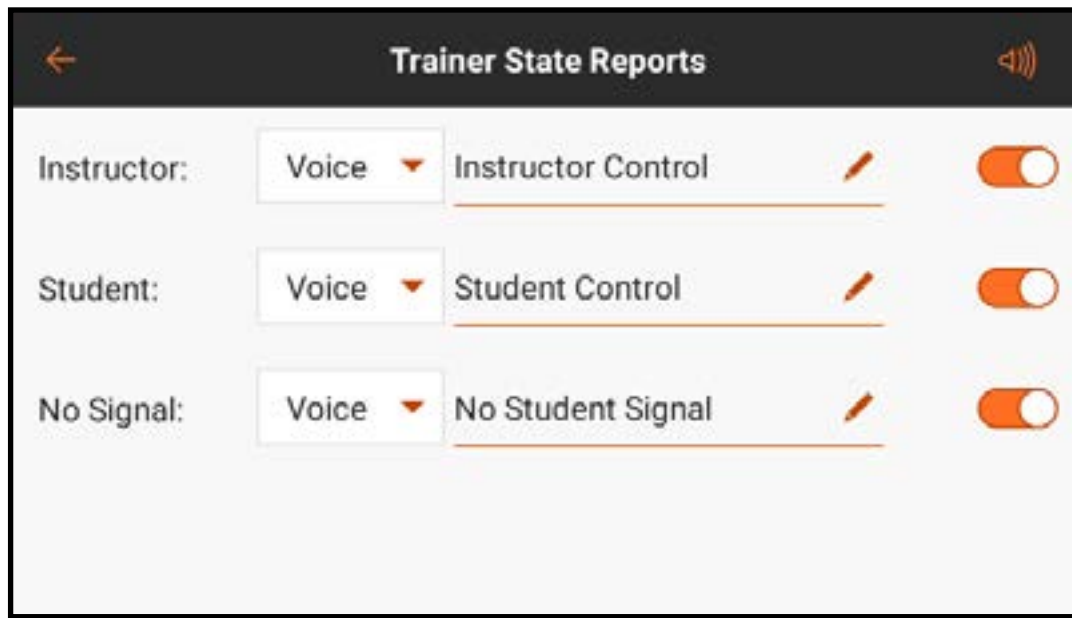 Trainer State Reports
Instructor: Voice Instructor Control
Student: Voice Student Control
No Signal: Voice No Student Signal